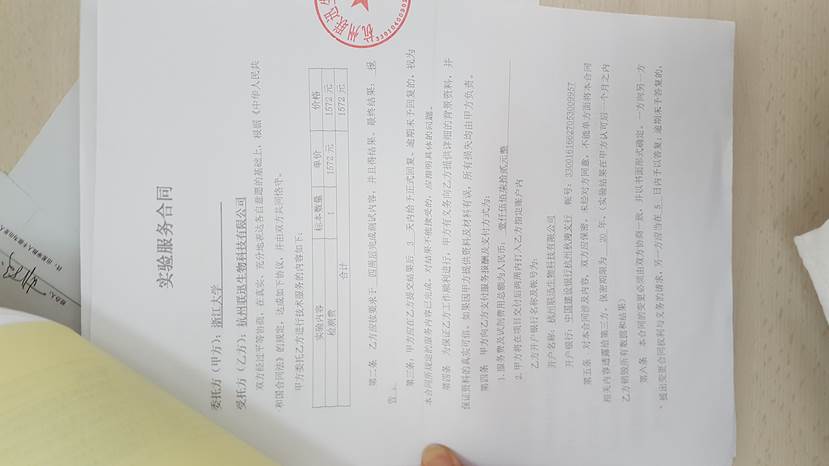 经办人：
实验服务合同
委托方（甲方）：浙江大学
受托方（乙方）：杭州联迅生物科技有限公司
双方经过平等协商，在真实、充分地表达各自意愿的基础上，根据《中华人民共
和国合同法》的规定，达成如下协议，并由双方共同恪守。
甲方委托乙方进行技术服务的内容如下：
实验内容 标本数量 单价 价格
检测费 1 1572 元 1572 元
合计 1572 元
杭州联迅生
第二条 乙方应按要求于 四周后完成测试内容，并且得结果。最终结果： 报
告 。
第三条：甲方应在乙方提交结果后 3 天内给予正式回复。逾期未予回复的，视为
本合同所规定的服务内容已完成。对结果不能接受的，应指明具体的问题。
第四条：为保证乙方工作顺利进行，甲方有义务向乙方提供详细的背景资料，并
保证资料的真实可信。如果因甲方提供资料及材料有误，所有损失均由甲方负责。
第四条 甲方向乙方支付服务报酬及支付方式为：
1.服务费及试剂费用总额为人民币： 壹仟伍佰柒拾贰元整
2.甲方将在项目交付后两周内打入乙方指定账户内
乙方开户银行名称及帐号为：
开户名称：杭州联迅生物科技有限公司
开户银行：中国建设银行杭州杭海支行 帐号：33001616627053009957
第五条 对本合同涉及内容，双方应保密，未经对方同意，不能单方面将本合同
相关内容透露给第三方。保密期限为 20 年。（实验结果在甲方认可后一个月之内
乙方销毁所有数据和结果）
第六条 本合同的变更必须由双方协商一致，并以书面形式确定。一方向另一方
提出变更合同权利与义务的请求，另一方应当在 5 日内予以答复；逾期未予答复的，